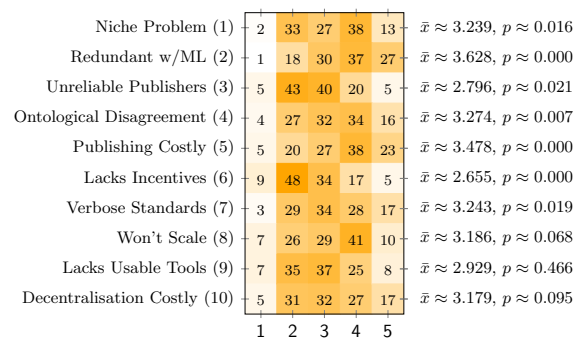 Niche Problem (1) 2 33 27 38 13 x̄ ≈ 3.239, p ≈ 0.016
Redundant w/ML (2) 1 18 30 37 27 x̄ ≈ 3.628, p ≈ 0.000
Unreliable Publishers (3) 5 43 40 20 5 x̄ ≈ 2.796, p ≈ 0.021
Ontological Disagreement (4) 4 27 32 34 16 x̄ ≈ 3.274, p ≈ 0.007
Publishing Costly (5) 5 20 27 38 23 x̄ ≈ 3.478, p ≈ 0.000
Lacks Incentives (6) 9 48 34 17 5 x̄ ≈ 2.655, p ≈ 0.000
Verbose Standards (7) 3 29 34 28 17 x̄ ≈ 3.243, p ≈ 0.019
Won't Scale (8) 7 26 29 41 10 x̄ ≈ 3.186, p ≈ 0.068
Lacks Usable Tools (9) 7 35 37 25 8 x̄ ≈ 2.929, p ≈ 0.466
Decentralisation Costly (10) 5 31 32 27 17 x̄ ≈ 3.179, p ≈ 0.095
1 2 3 4 5